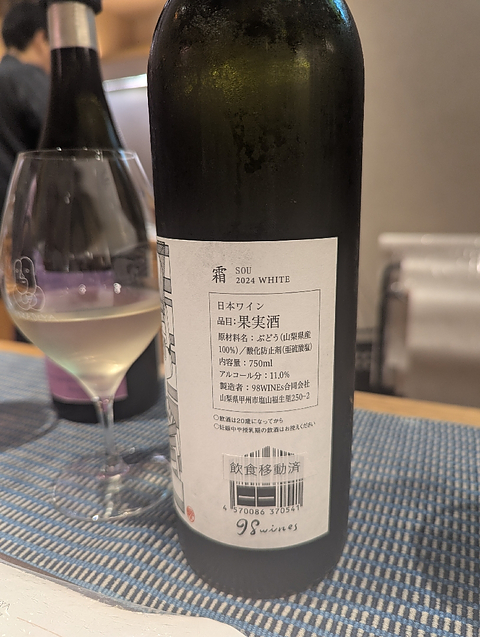 霜 SOU
2024 WHITE
日本ワイン
品目:果実酒
原材料名:ぶどう(山梨県産
100%)/酸化防止剤(亜硫酸塩)
内容量:750ml
アルコール分:11.0%
製造者:98WINEs合同会社
山梨県甲州市塩山福生里250-2
○飲酒は20歳になってから
○妊娠中や授乳期の飲酒はお控えください
飲食移動済
4 570086 370541
98wines